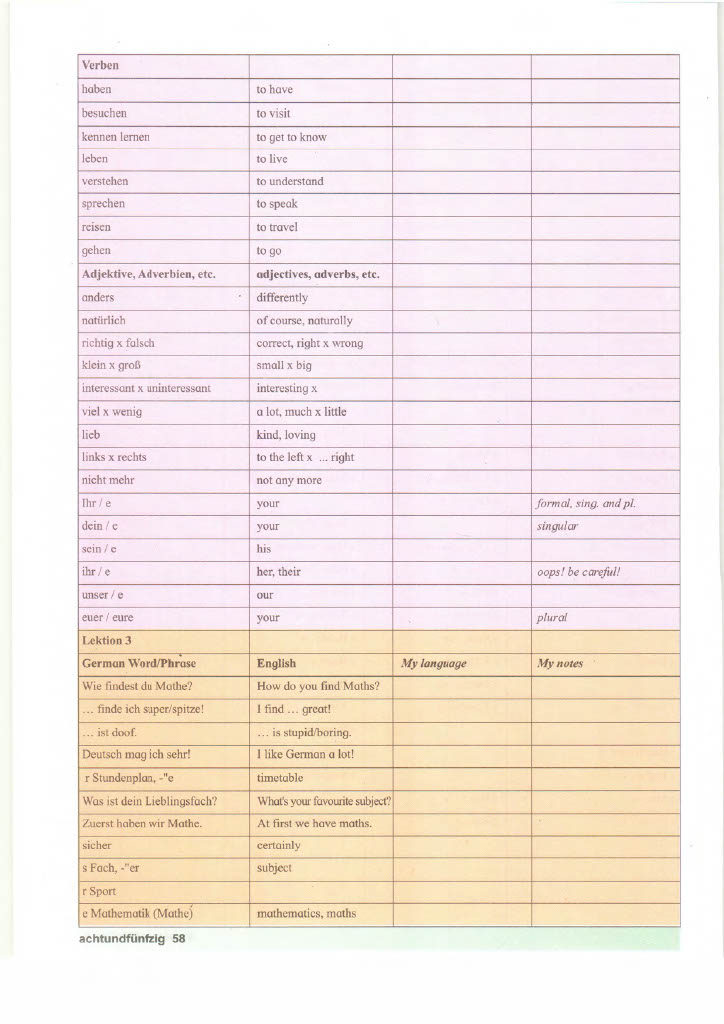 Verben
haben to have
besuchen to visit
kennen lernen to get to know
leben to live
verstehen to understand
sprechen to speak
reisen to travel
gehen to go
Adjektive, Adverbien, etc. adjectives, adverbs, etc.
anders differently
natürlich of course, naturally
richtig x falsch correct, right x wrong
klein x groß small x big
interessant x uninteressant interesting x
viel x wenig a lot, much x little
lieb kind, loving
links x rechts to the left x ... right
nicht mehr not any more
Ihr / e your formal, sing. and pl.
dein / e your singular
sein / e his
ihr / e her, their oops! be careful!
unser / e our
euer / eure your plural
Lektion 3
German Word/Phrase English My language My notes
Wie findest du Mathe? How do you find Maths?
... finde ich super/spitze! I find ... great!
... ist doof. ... is stupid/boring.
Deutsch mag ich sehr! I like German a lot!
r Stundenplan, -"e timetable
Was ist dein Lieblingsfach? What's your favourite subject?
Zuerst haben wir Mathe. At first we have maths.
sicher certainly
s Fach, -"er subject
r Sport
e Mathematik (Mathe) mathematics, maths
achtundfünfzig 58